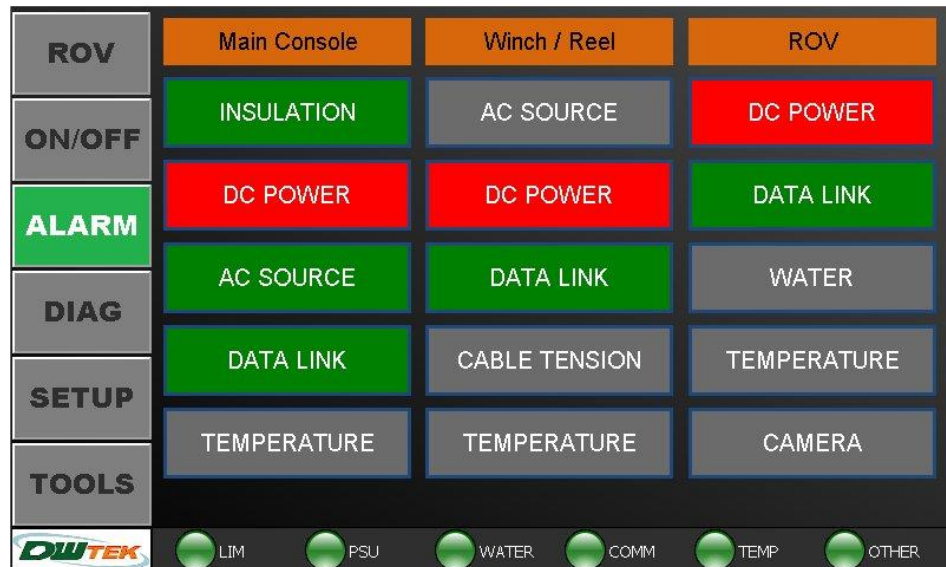 ROV
ON/OFF
ALARM
DIAG
SETUP
TOOLS
Main Console
Winch / Reel
ROV
INSULATION
AC SOURCE
DC POWER
DC POWER
DC POWER
DATA LINK
AC SOURCE
DATA LINK
WATER
DATA LINK
CABLE TENSION
TEMPERATURE
TEMPERATURE
TEMPERATURE
CAMERA
DWTEK
LIM
PSU
WATER
COMM
TEMP
OTHER